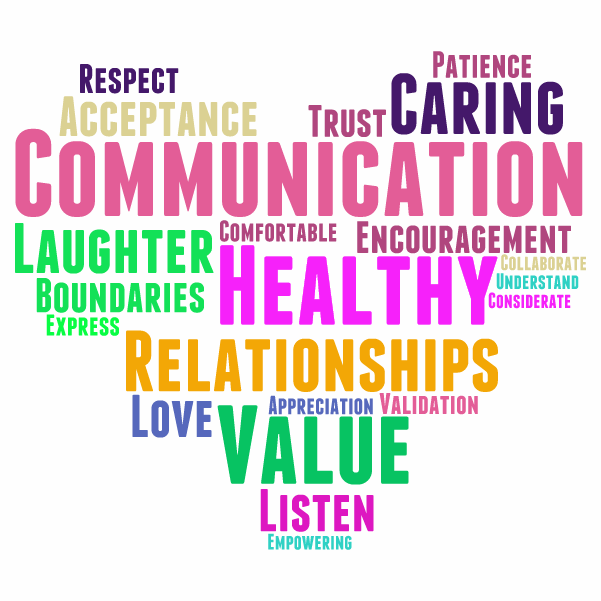 Patience
Respect
Caring
Acceptance
Trust
Communication
Comfortable
Encouragement
Laughter
Healthy
Collaborate
Understand
Boundaries
Considerate
Express
Relationships
Love
Appreciation
Validation
Value
Listen
Empowering